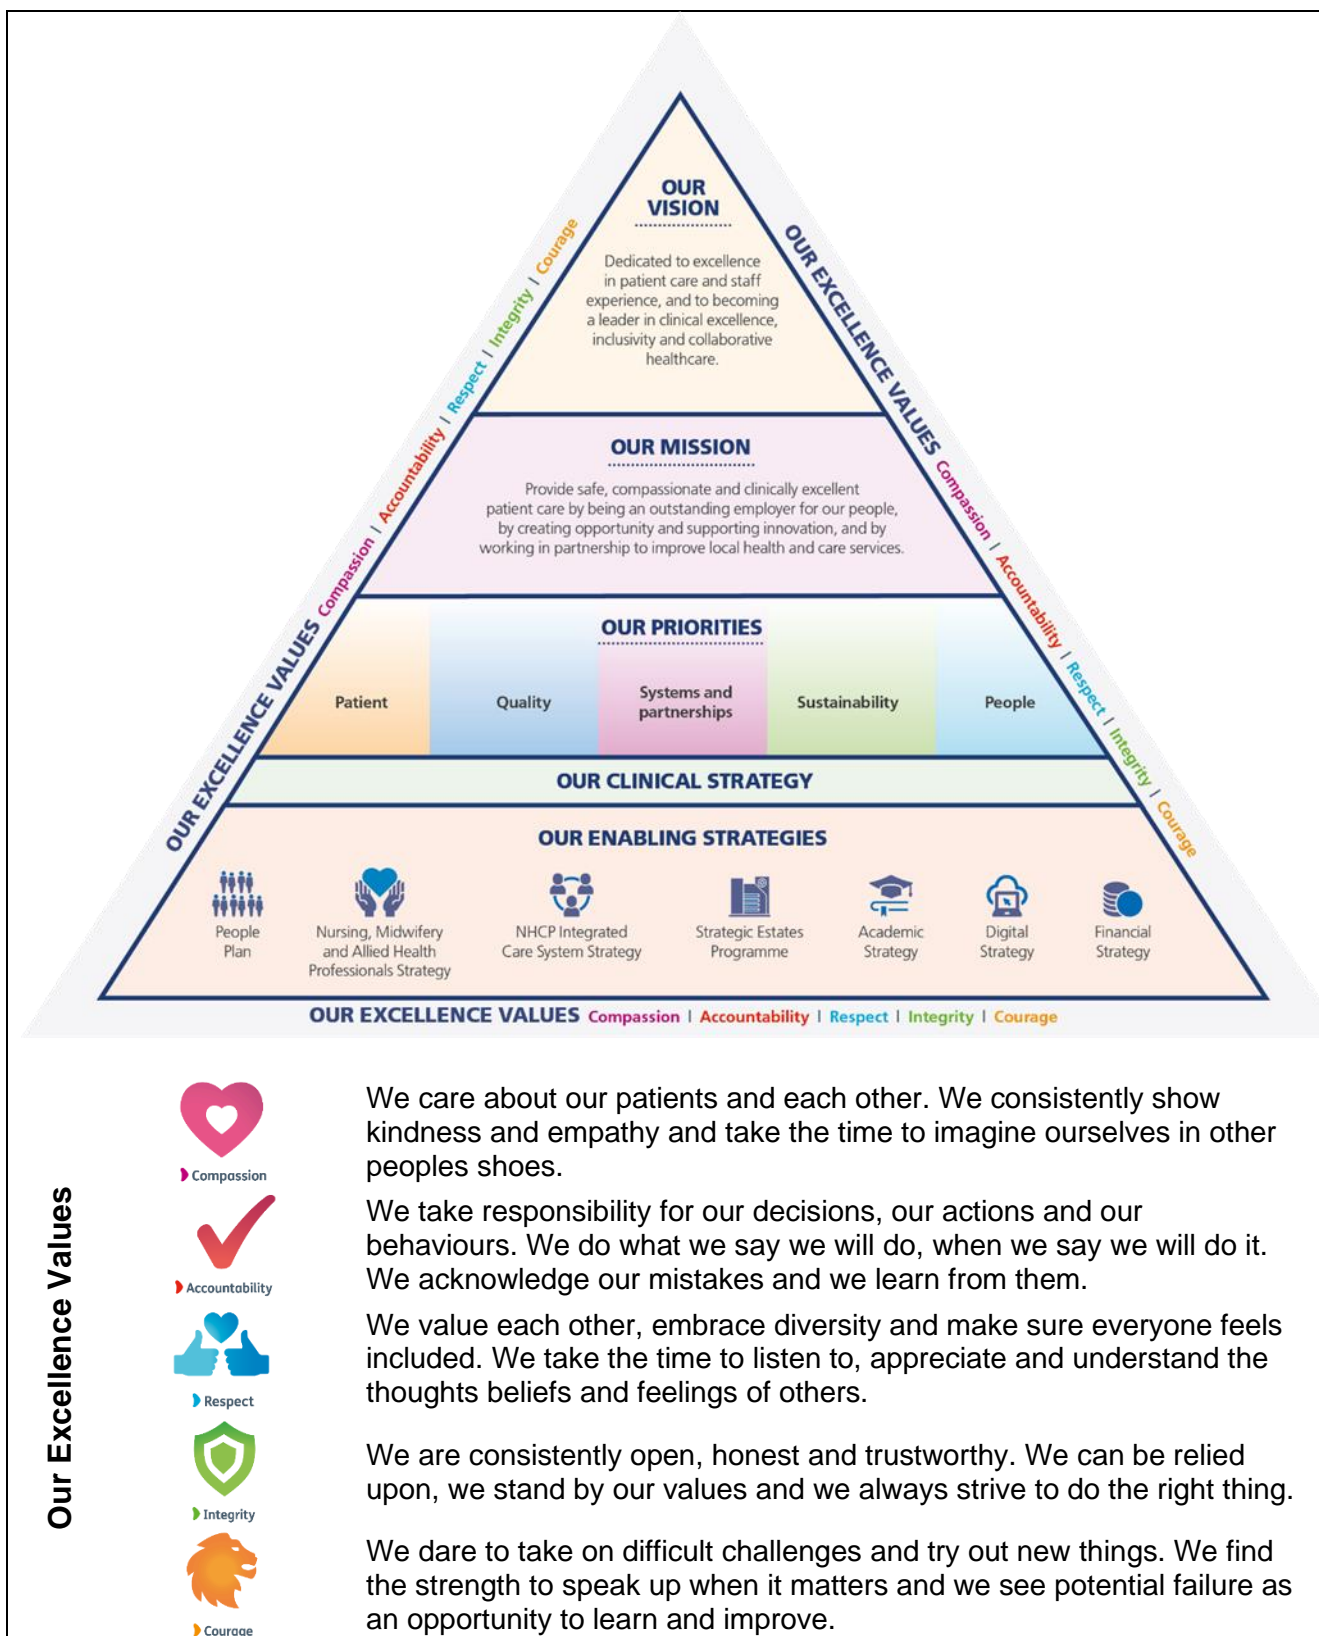 OUR
VISION
Dedicated to excellence
in patient care and staff
experience, and to becoming
a leader in clinical excellence,
inclusivity and collaborative
healthcare.
OUR MISSION
Provide safe, compassionate and clinically excellent
patient care by being an outstanding employer for our people,
by creating opportunity and supporting innovation, and by
working in partnership to improve local health and care services.
OUR PRIORITIES
Patient
Quality
Systems and
partnerships
Sustainability
People
OUR CLINICAL STRATEGY
OUR ENABLING STRATEGIES
People
Plan
Nursing, Midwifery
and Allied Health
Professionals Strategy
NHCP Integrated
Care System Strategy
Strategic Estates
Programme
Academic
Strategy
Digital
Strategy
Financial
Strategy
OUR EXCELLENCE VALUES Compassion | Accountability | Respect | Integrity | Courage
OUR EXCELLENCE VALUES Compassion | Accountability | Respect | Integrity | Courage
OUR EXCELLENCE VALUES Compassion | Accountability | Respect | Integrity | Courage
Our Excellence Values
Compassion
We care about our patients and each other. We consistently show
kindness and empathy and take the time to imagine ourselves in other
peoples shoes.
Accountability
We take responsibility for our decisions, our actions and our
behaviours. We do what we say we will do, when we say we will do it.
We acknowledge our mistakes and we learn from them.
Respect
We value each other, embrace diversity and make sure everyone feels
included. We take the time to listen to, appreciate and understand the
thoughts beliefs and feelings of others.
Integrity
We are consistently open, honest and trustworthy. We can be relied
upon, we stand by our values and we always strive to do the right thing.
Courage
We dare to take on difficult challenges and try out new things. We find
the strength to speak up when it matters and we see potential failure as
an opportunity to learn and improve.